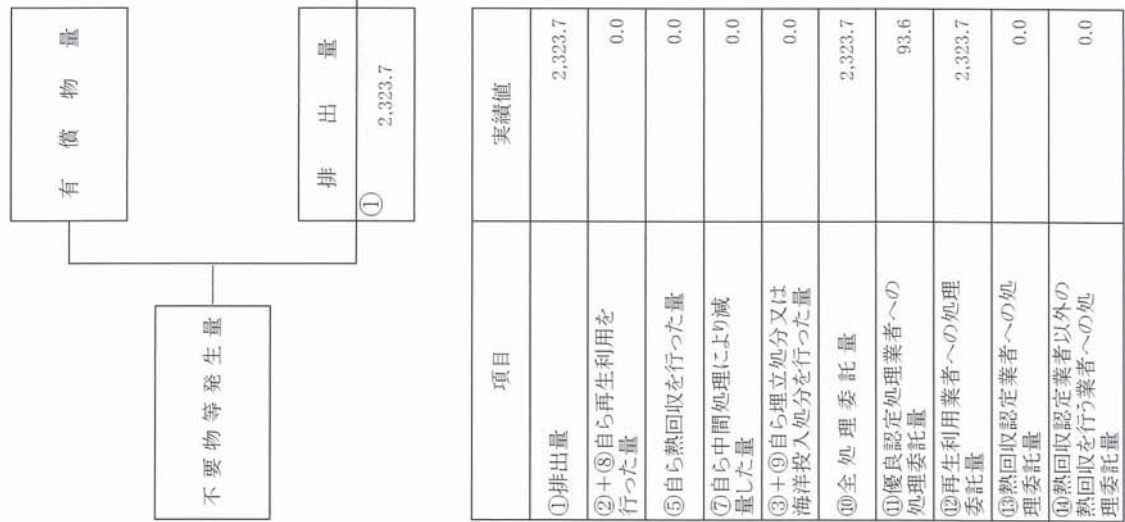 有 償 物 量
不 要 物 等 発 生 量
排 出 量
① 2,323.7
項目 実績値
①排出量 2,323.7
②+⑧自ら再生利用を
行った量 0.0
⑤自ら熱回収を行った量 0.0
⑦自ら中間処理により減
量した量 0.0
③+⑨自ら埋立処分又は
海洋投入処分を行った量 0.0
⑩全 処 理 委 託 量 2,323.7
⑪優良認定処理業者への
処理委託量 93.6
⑫再生利用業者への処理
委託量 2,323.7
⑬熱回収認定業者への処
理委託量 0.0
⑭熱回収認定業者以外の
熱回収を行う業者への処
理委託量 0.0